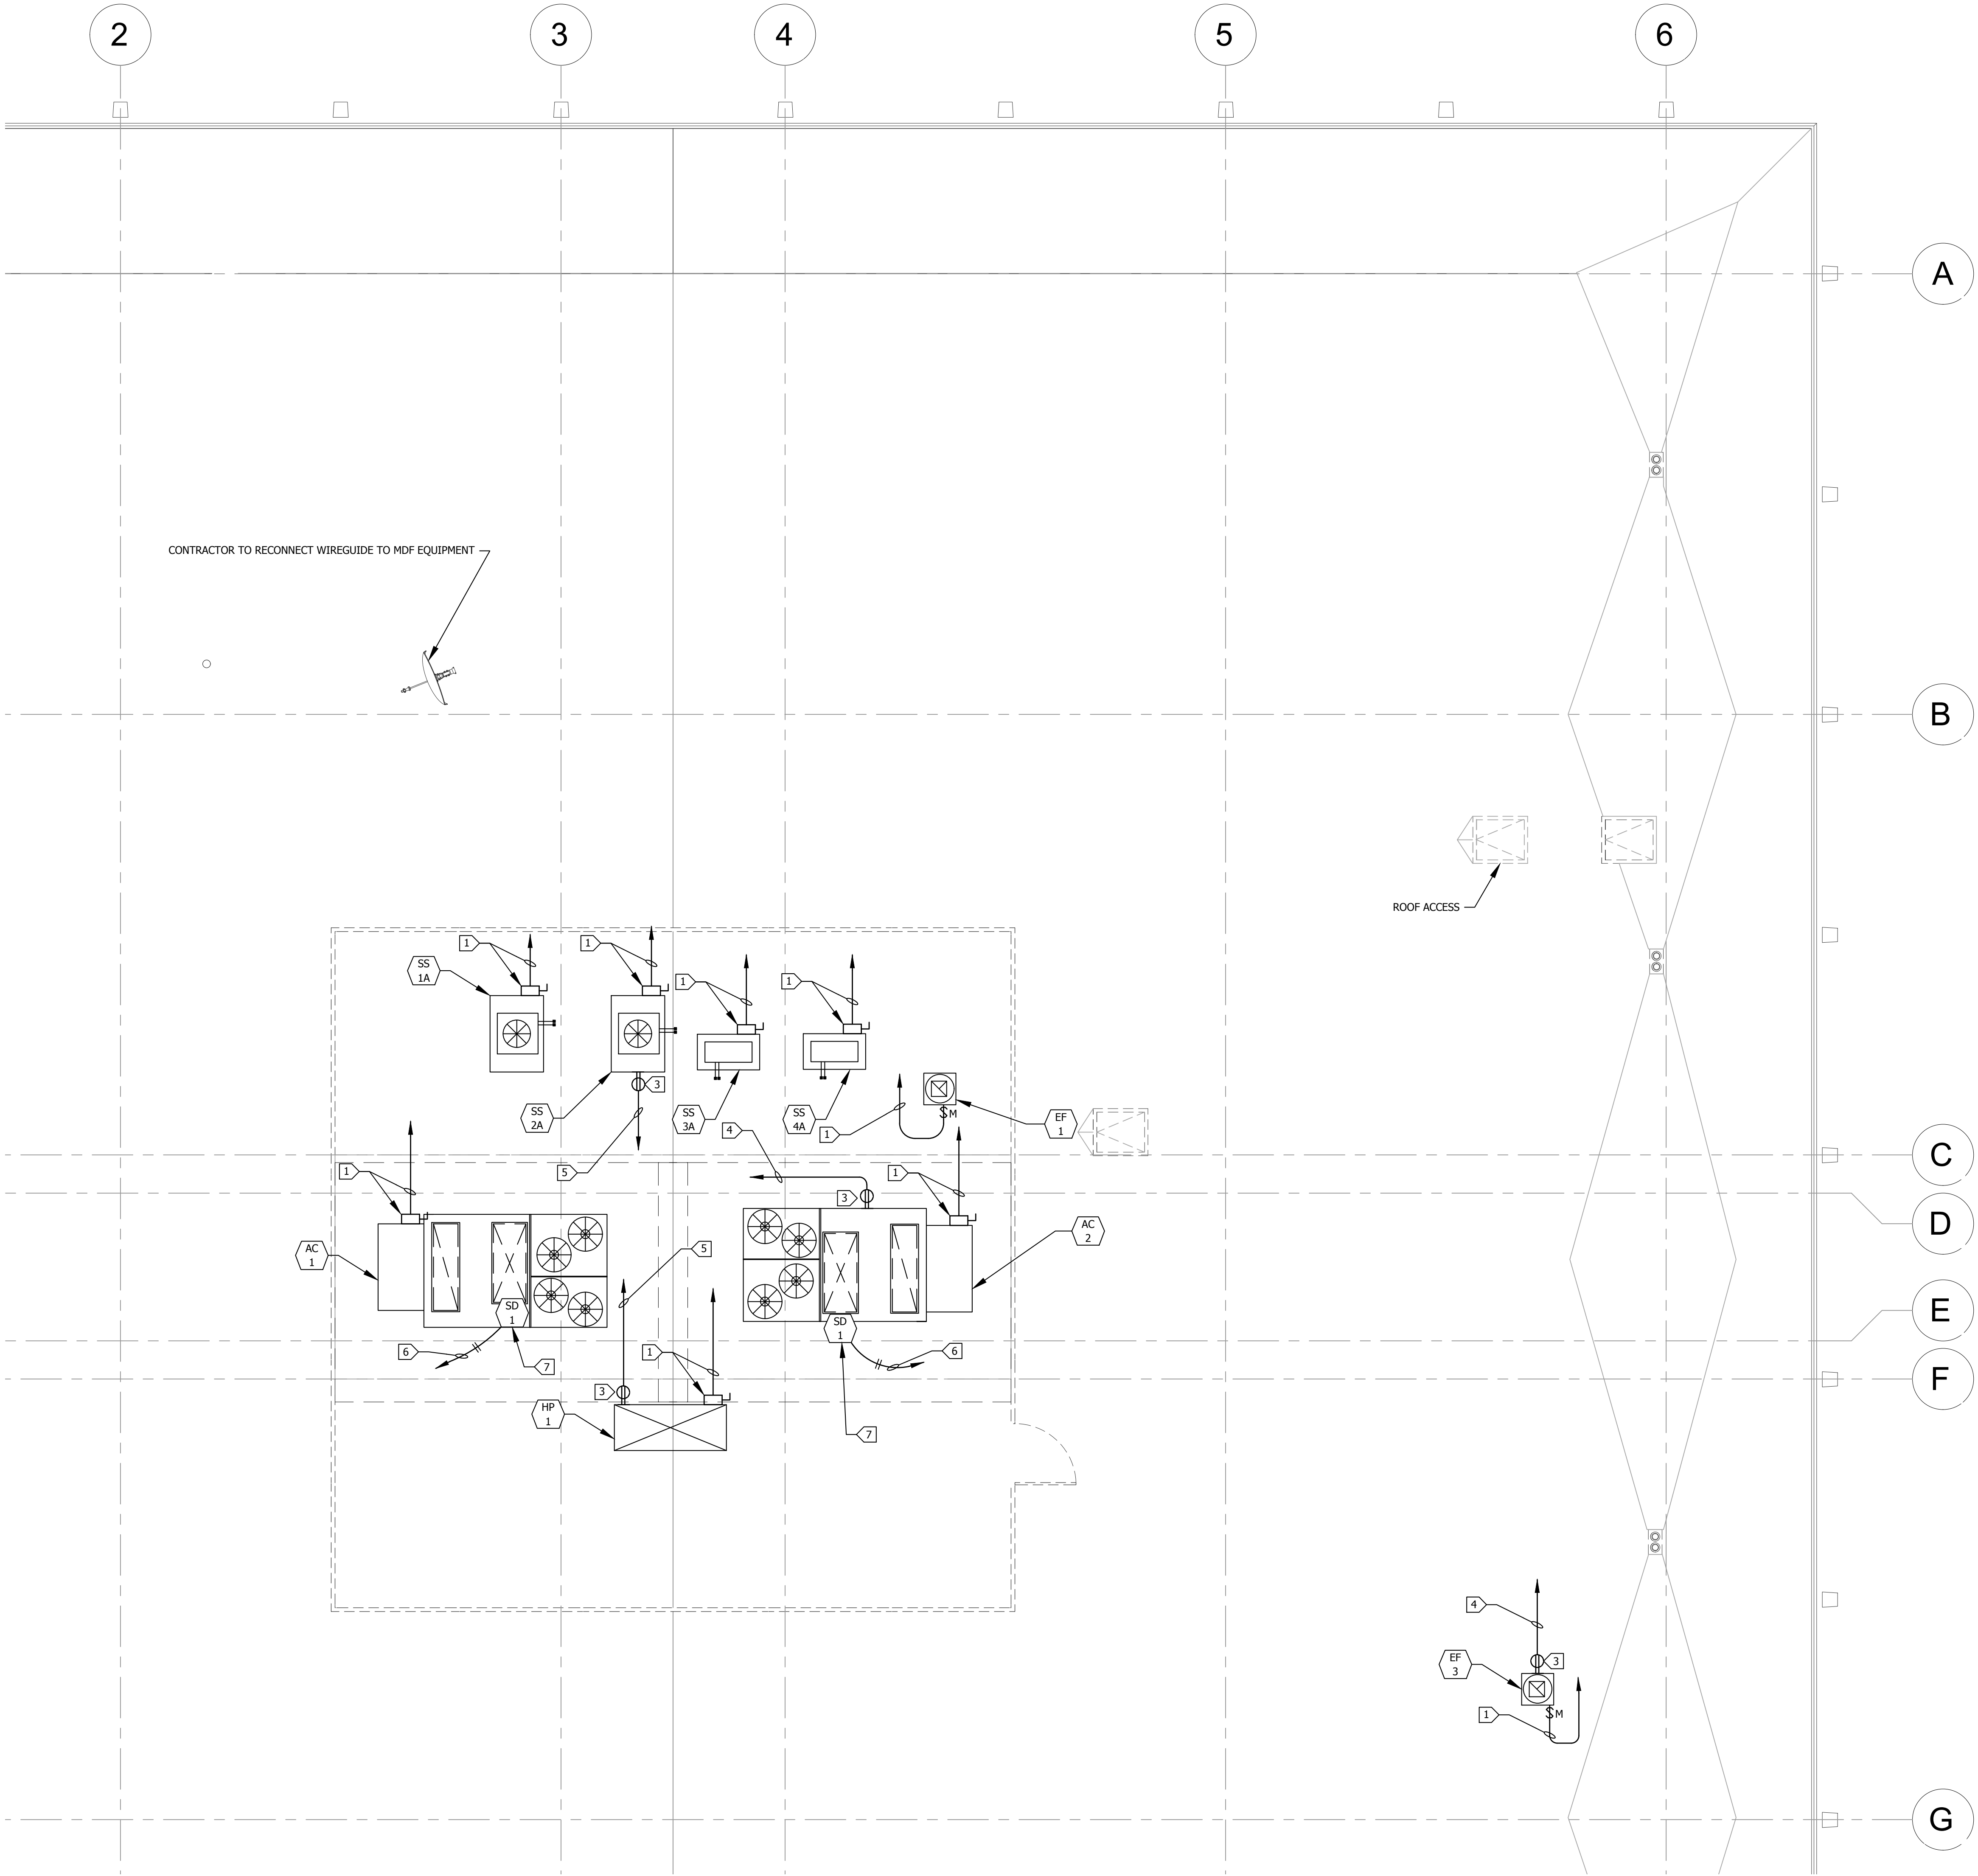 2
3
4
5
6
A
CONTRACTOR TO RECONNECT WIREGUIDE TO MDF EQUIPMENT
B
ROOF ACCESS
1
1
SS
1A
1
1
3
SS
2A
SS
3A
SS
4A
M
EF
1
1
4
C
5
1
1
3
D
AC
2
AC
1
5
SD
1
E
SD
1
6
7
1
6
F
3
HP
1
7
4
EF
3
3
1
M
G